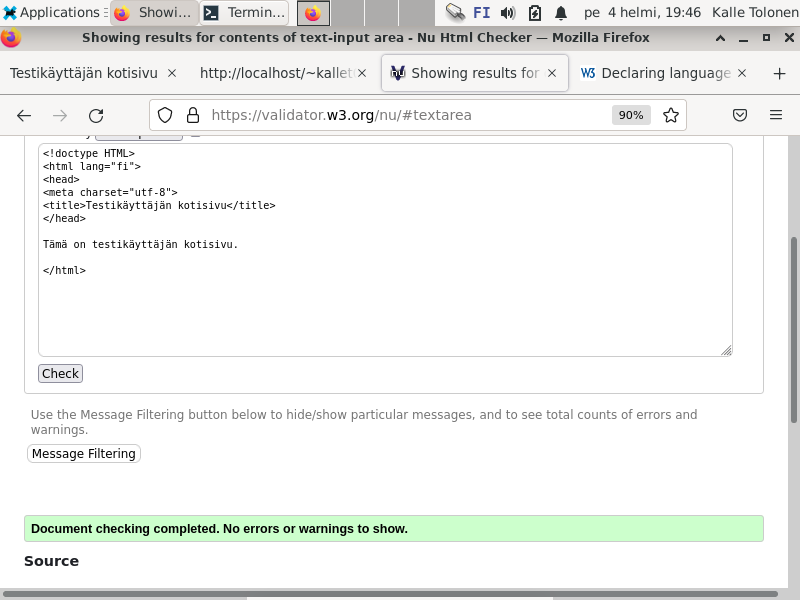 Applications
Showi...
Termin...
FI
pe 4 helmi, 19:46
Kalle Tolonen
Showing results for contents of text-input area - Nu Html Checker — Mozilla Firefox
Testikäyttäjän kotisivu
http://localhost/~kallet
Showing results for
W3
Declaring language
https://validator.w3.org/nu/#textarea
90%
<!doctype HTML>
<html lang="fi">
<head>
<meta charset="utf-8">
<title>Testikäyttäjän kotisivu</title>
</head>
Tämä on testikäyttäjän kotisivu.
</html>
Check
Use the Message Filtering button below to hide/show particular messages, and to see total counts of errors and
warnings.
Message Filtering
Document checking completed. No errors or warnings to show.
Source